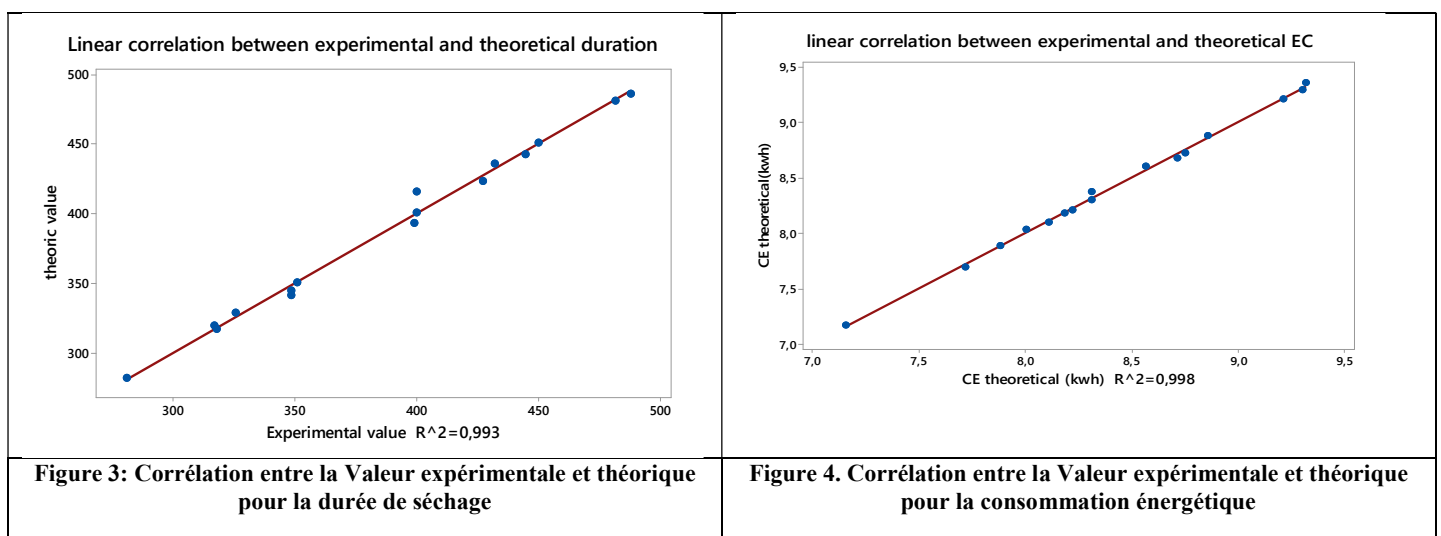 Linear correlation between experimental and theoretical duration
500
450
400
350
300
theoric value
300 350 400 450 500
Experimental value R^2=0,993
linear correlation between experimental and theoretical EC
9,5
9,0
8,5
8,0
7,5
7,0
CE theoretical(kwh)
7,0 7,5 8,0 8,5 9,0 9,5
CE theoretical (kwh) R^2=0,998
Figure 3: Corrélation entre la Valeur expérimentale et théorique
pour la durée de séchage
Figure 4. Corrélation entre la Valeur expérimentale et théorique
pour la consommation énergétique